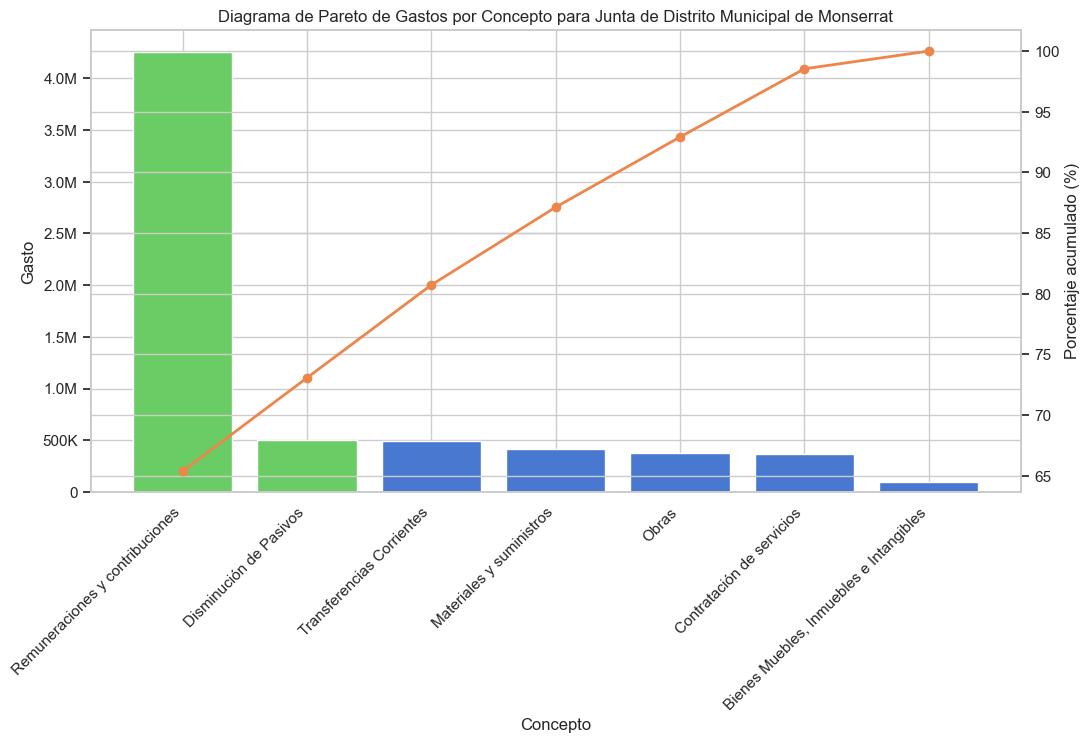 Diagrama de Pareto de Gastos por Concepto para Junta de Distrito Municipal de Monserrat
Gasto
4.0M
3.5M
3.0M
2.5M
2.0M
1.5M
1.0M
500K
0
100
95
90
85
80
75
70
65
Porcentaje acumulado (%)
Remuneraciones y contribuciones
Disminución de Pasivos
Transferencias Corrientes
Materiales y suministros
Obras
Contratación de servicios
Bienes Muebles, Inmuebles e Intangibles
Concepto